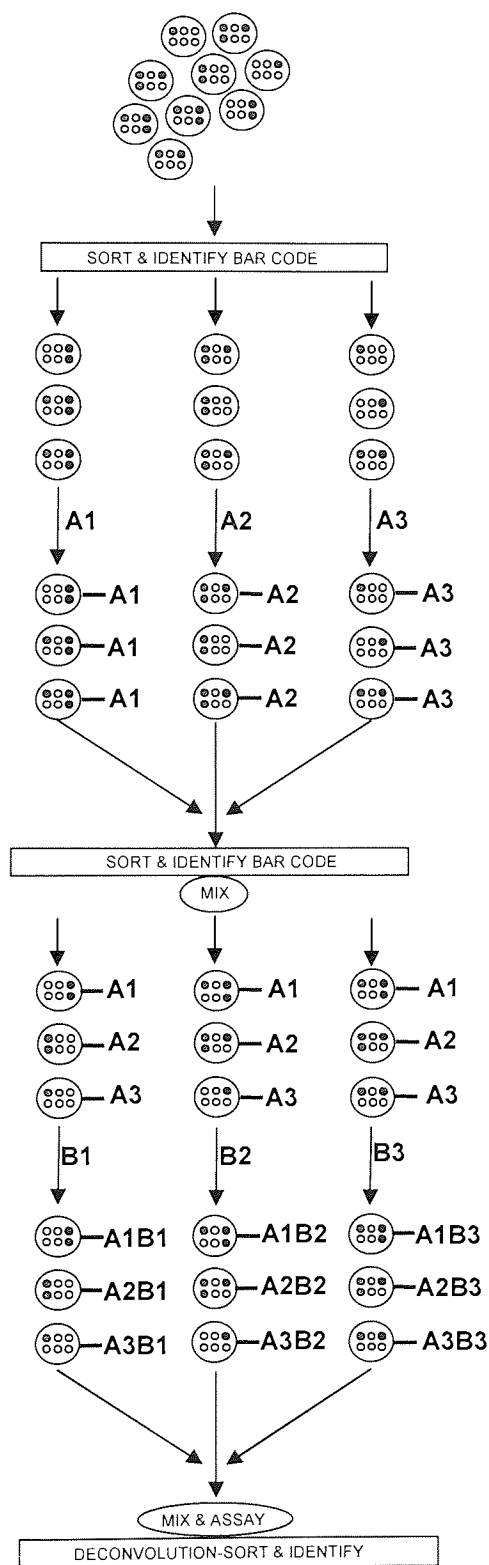 SORT & IDENTIFY BAR CODE
A1 A2 A3
A1 A2 A3
A1 A2 A3
A1 A2 A3
SORT & IDENTIFY BAR CODE
MIX
A1 A1 A1
A2 A2 A2
A3 A3 A3
B1 B2 B3
A1B1 A1B2 A1B3
A2B1 A2B2 A2B3
A3B1 A3B2 A3B3
MIX & ASSAY
DECONVOLUTION-SORT & IDENTIFY